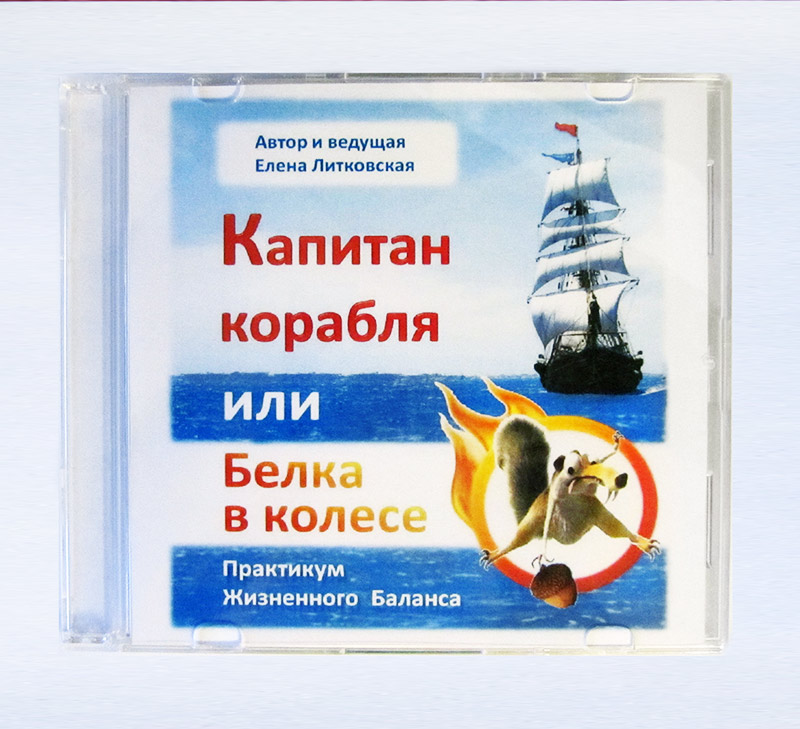 Автор и ведущая
Елена Литковская
Капитан
корабля
или
Белка
в колесе
Практикум
Жизненного Баланса